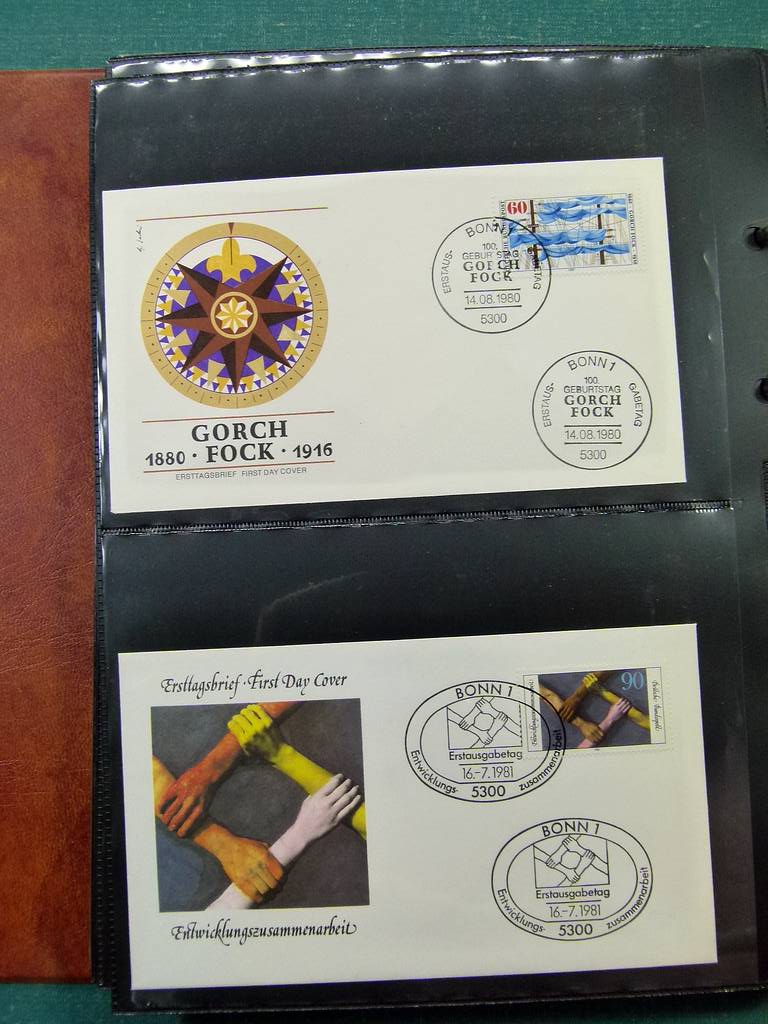 60
BONN 1
100.
GEBURTSTAG
GORCH
FOCK
ERSTAUS-
GABETAG
14.08.1980
5300
BONN 1
100.
GEBURTSTAG
GORCH
FOCK
ERSTAUS-
GABETAG
14.08.1980
5300
GORCH
1880 · FOCK · 1916
ERSTTAGSBRIEF FIRST DAY COVER
Ersttagsbrief · First Day Cover
90
Deutsche Bundespost
BONN 1
Erstausgabetag
16.-7.1981
Entwicklungs- zusammenarbeit
5300
BONN 1
Erstausgabetag
16.-7.1981
Entwicklungs- zusammenarbeit
5300
Entwicklungszusammenarbeit